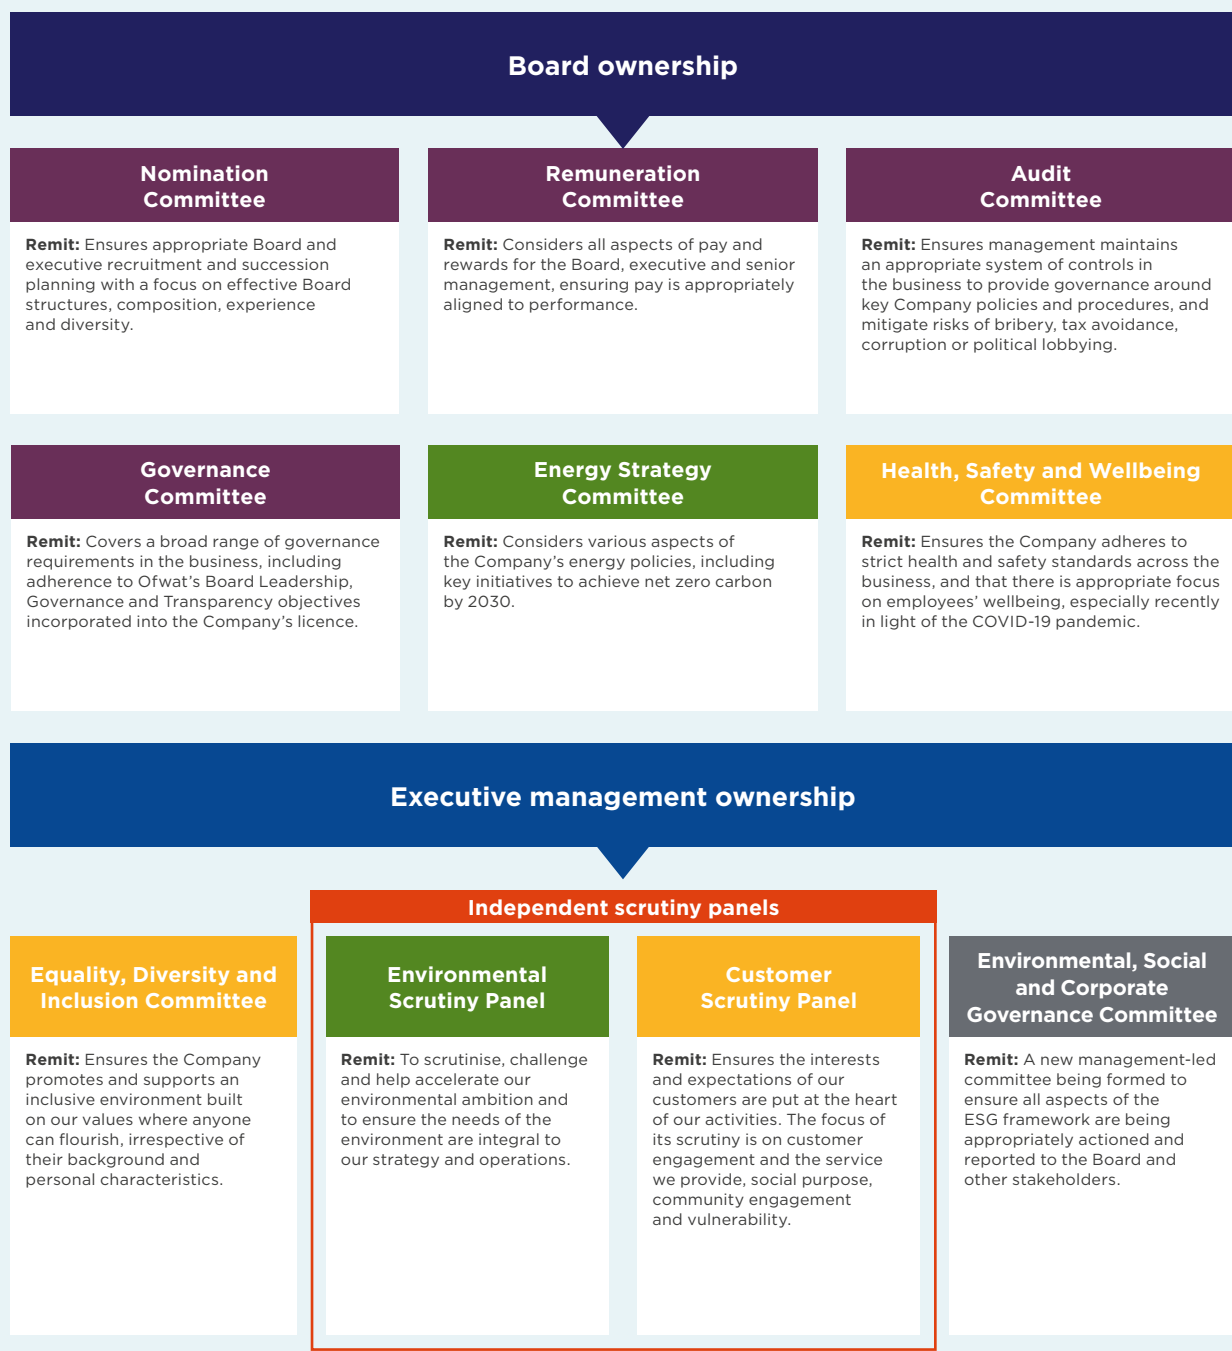 Board ownership
Nomination
Committee
Remit: Ensures appropriate Board and
executive recruitment and succession
planning with a focus on effective Board
structures, composition, experience
and diversity.
Remuneration
Committee
Remit: Considers all aspects of pay and
rewards for the Board, executive and senior
management, ensuring pay is appropriately
aligned to performance.
Audit
Committee
Remit: Ensures management maintains
an appropriate system of controls in
the business to provide governance around
key Company policies and procedures, and
mitigate risks of bribery, tax avoidance,
corruption or political lobbying.
Governance
Committee
Remit: Covers a broad range of governance
requirements in the business, including
adherence to Ofwat’s Board Leadership,
Governance and Transparency objectives
incorporated into the Company’s licence.
Energy Strategy
Committee
Remit: Considers various aspects of
the Company’s energy policies, including
key initiatives to achieve net zero carbon
by 2030.
Health, Safety and Wellbeing
Committee
Remit: Ensures the Company adheres to
strict health and safety standards across the
business, and that there is appropriate focus
on employees’ wellbeing, especially recently
in light of the COVID-19 pandemic.
Executive management ownership
Independent scrutiny panels
Equality, Diversity and
Inclusion Committee
Remit: Ensures the Company
promotes and supports an
inclusive environment built
on our values where anyone
can flourish, irrespective of
their background and
personal characteristics.
Environmental
Scrutiny Panel
Remit: To scrutinise, challenge
and help accelerate our
environmental ambition and
to ensure the needs of the
environment are integral to
our strategy and operations.
Customer
Scrutiny Panel
Remit: Ensures the interests
and expectations of our
customers are put at the heart
of our activities. The focus of
its scrutiny is on customer
engagement and the service
we provide, social purpose,
community engagement
and vulnerability.
Environmental, Social
and Corporate
Governance Committee
Remit: A new management-led
committee being formed to
ensure all aspects of the
ESG framework are being
appropriately actioned and
reported to the Board and
other stakeholders.